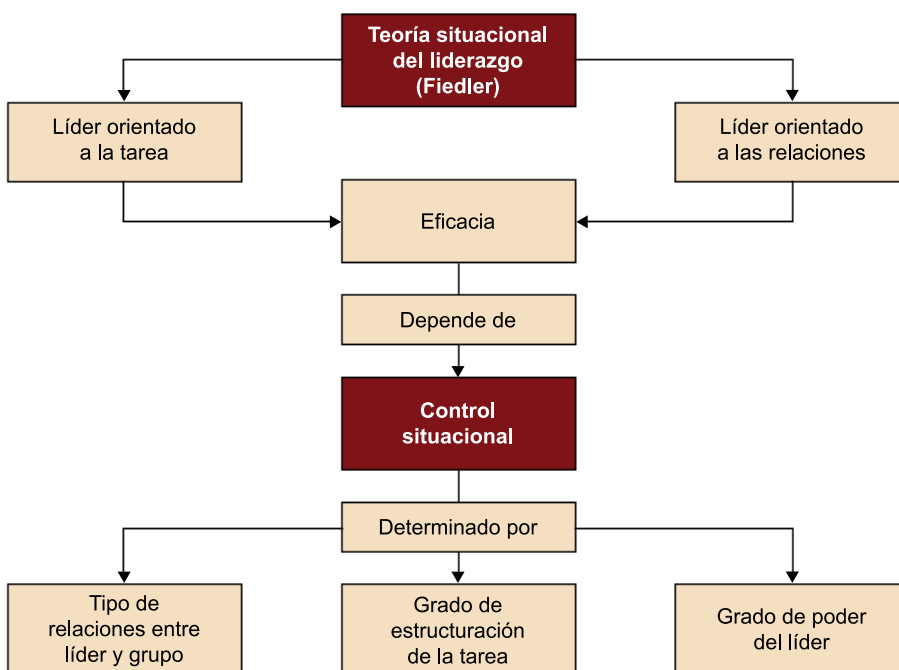 Teoría situacional
del liderazgo
(Fiedler)
Líder orientado
a la tarea
Líder orientado
a las relaciones
Eficacia
Depende de
Control
situacional
Determinado por
Tipo de
relaciones entre
líder y grupo
Grado de
estructuración
de la tarea
Grado de poder
del líder